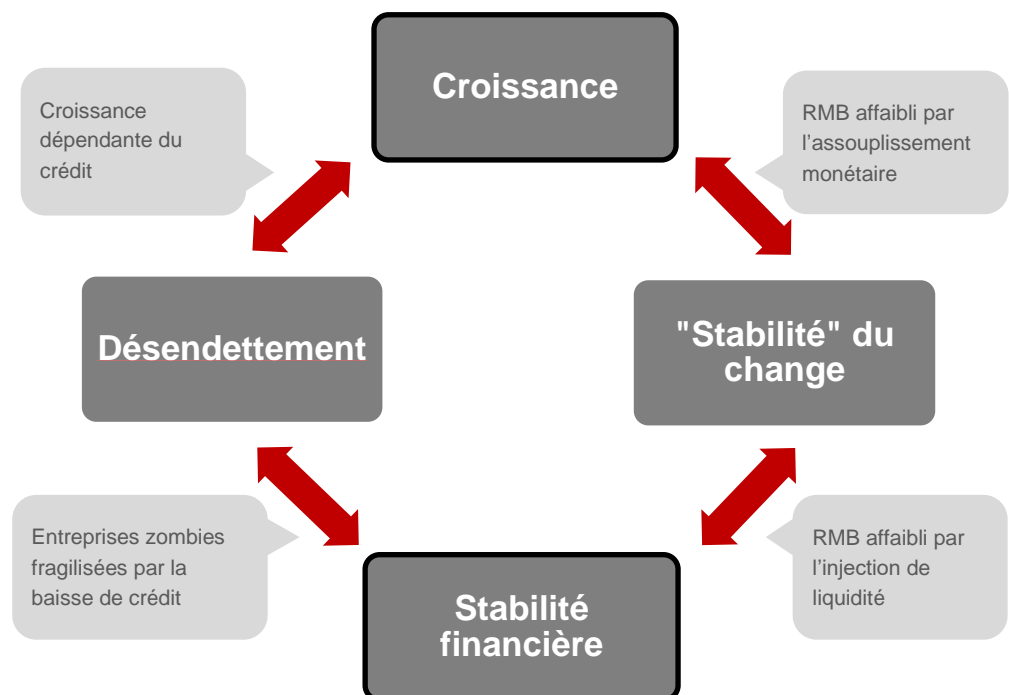 Croissance
Croissance
dépendante du
crédit
RMB affaibli par
l’assouplissement
monétaire
Désendettement
"Stabilité" du
change
Entreprises zombies
fragilisées par la
baisse de crédit
RMB affaibli par
l’injection de
liquidité
Stabilité
financière